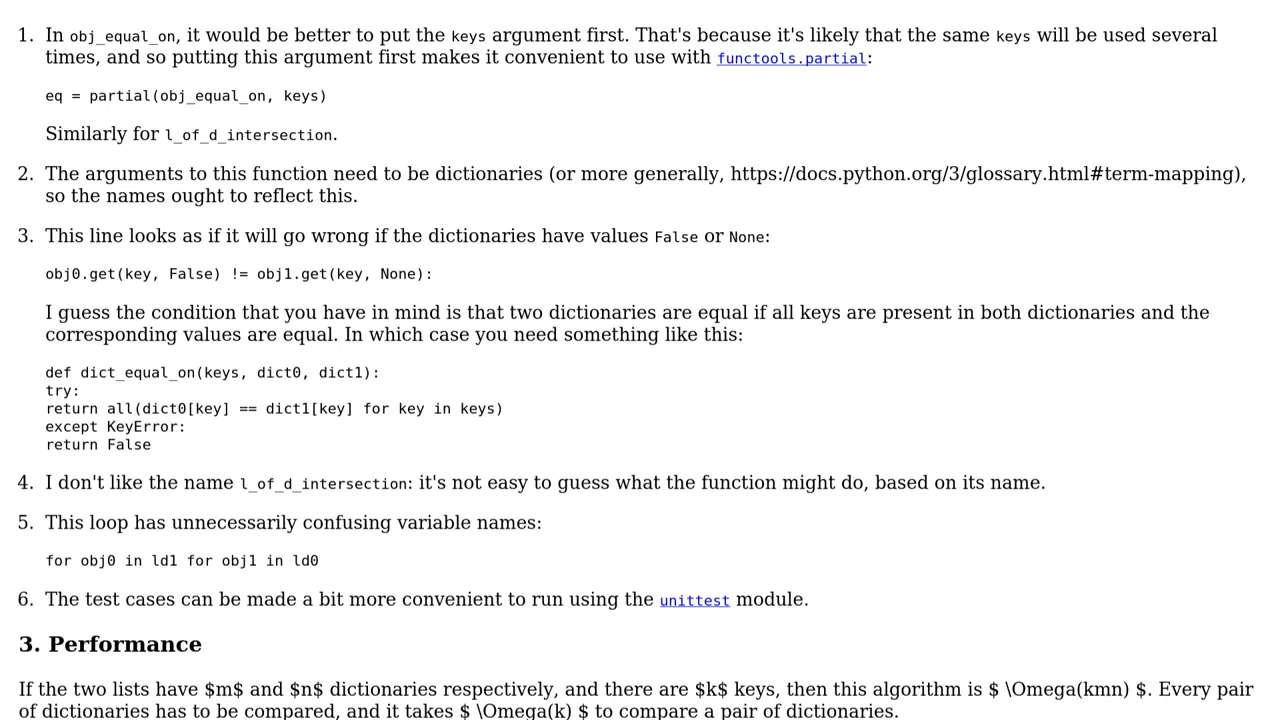 1. In obj_equal_on, it would be better to put the keys argument first. That's because it's likely that the same keys will be used several
times, and so putting this argument first makes it convenient to use with functools.partial:
eq = partial(obj_equal_on, keys)
Similarly for l_of_d_intersection.
2. The arguments to this function need to be dictionaries (or more generally, https://docs.python.org/3/glossary.html#term-mapping),
so the names ought to reflect this.
3. This line looks as if it will go wrong if the dictionaries have values False or None:
obj0.get(key, False) != obj1.get(key, None):
I guess the condition that you have in mind is that two dictionaries are equal if all keys are present in both dictionaries and the
corresponding values are equal. In which case you need something like this:
def dict_equal_on(keys, dict0, dict1):
try:
return all(dict0[key] == dict1[key] for key in keys)
except KeyError:
return False
4. I don't like the name l_of_d_intersection: it's not easy to guess what the function might do, based on its name.
5. This loop has unnecessarily confusing variable names:
for obj0 in ld1 for obj1 in ld0
6. The test cases can be made a bit more convenient to run using the unittest module.
3. Performance
If the two lists have $m$ and $n$ dictionaries respectively, and there are $k$ keys, then this algorithm is $ \Omega(kmn) $. Every pair
of dictionaries has to be compared, and it takes $ \Omega(k) $ to compare a pair of dictionaries.